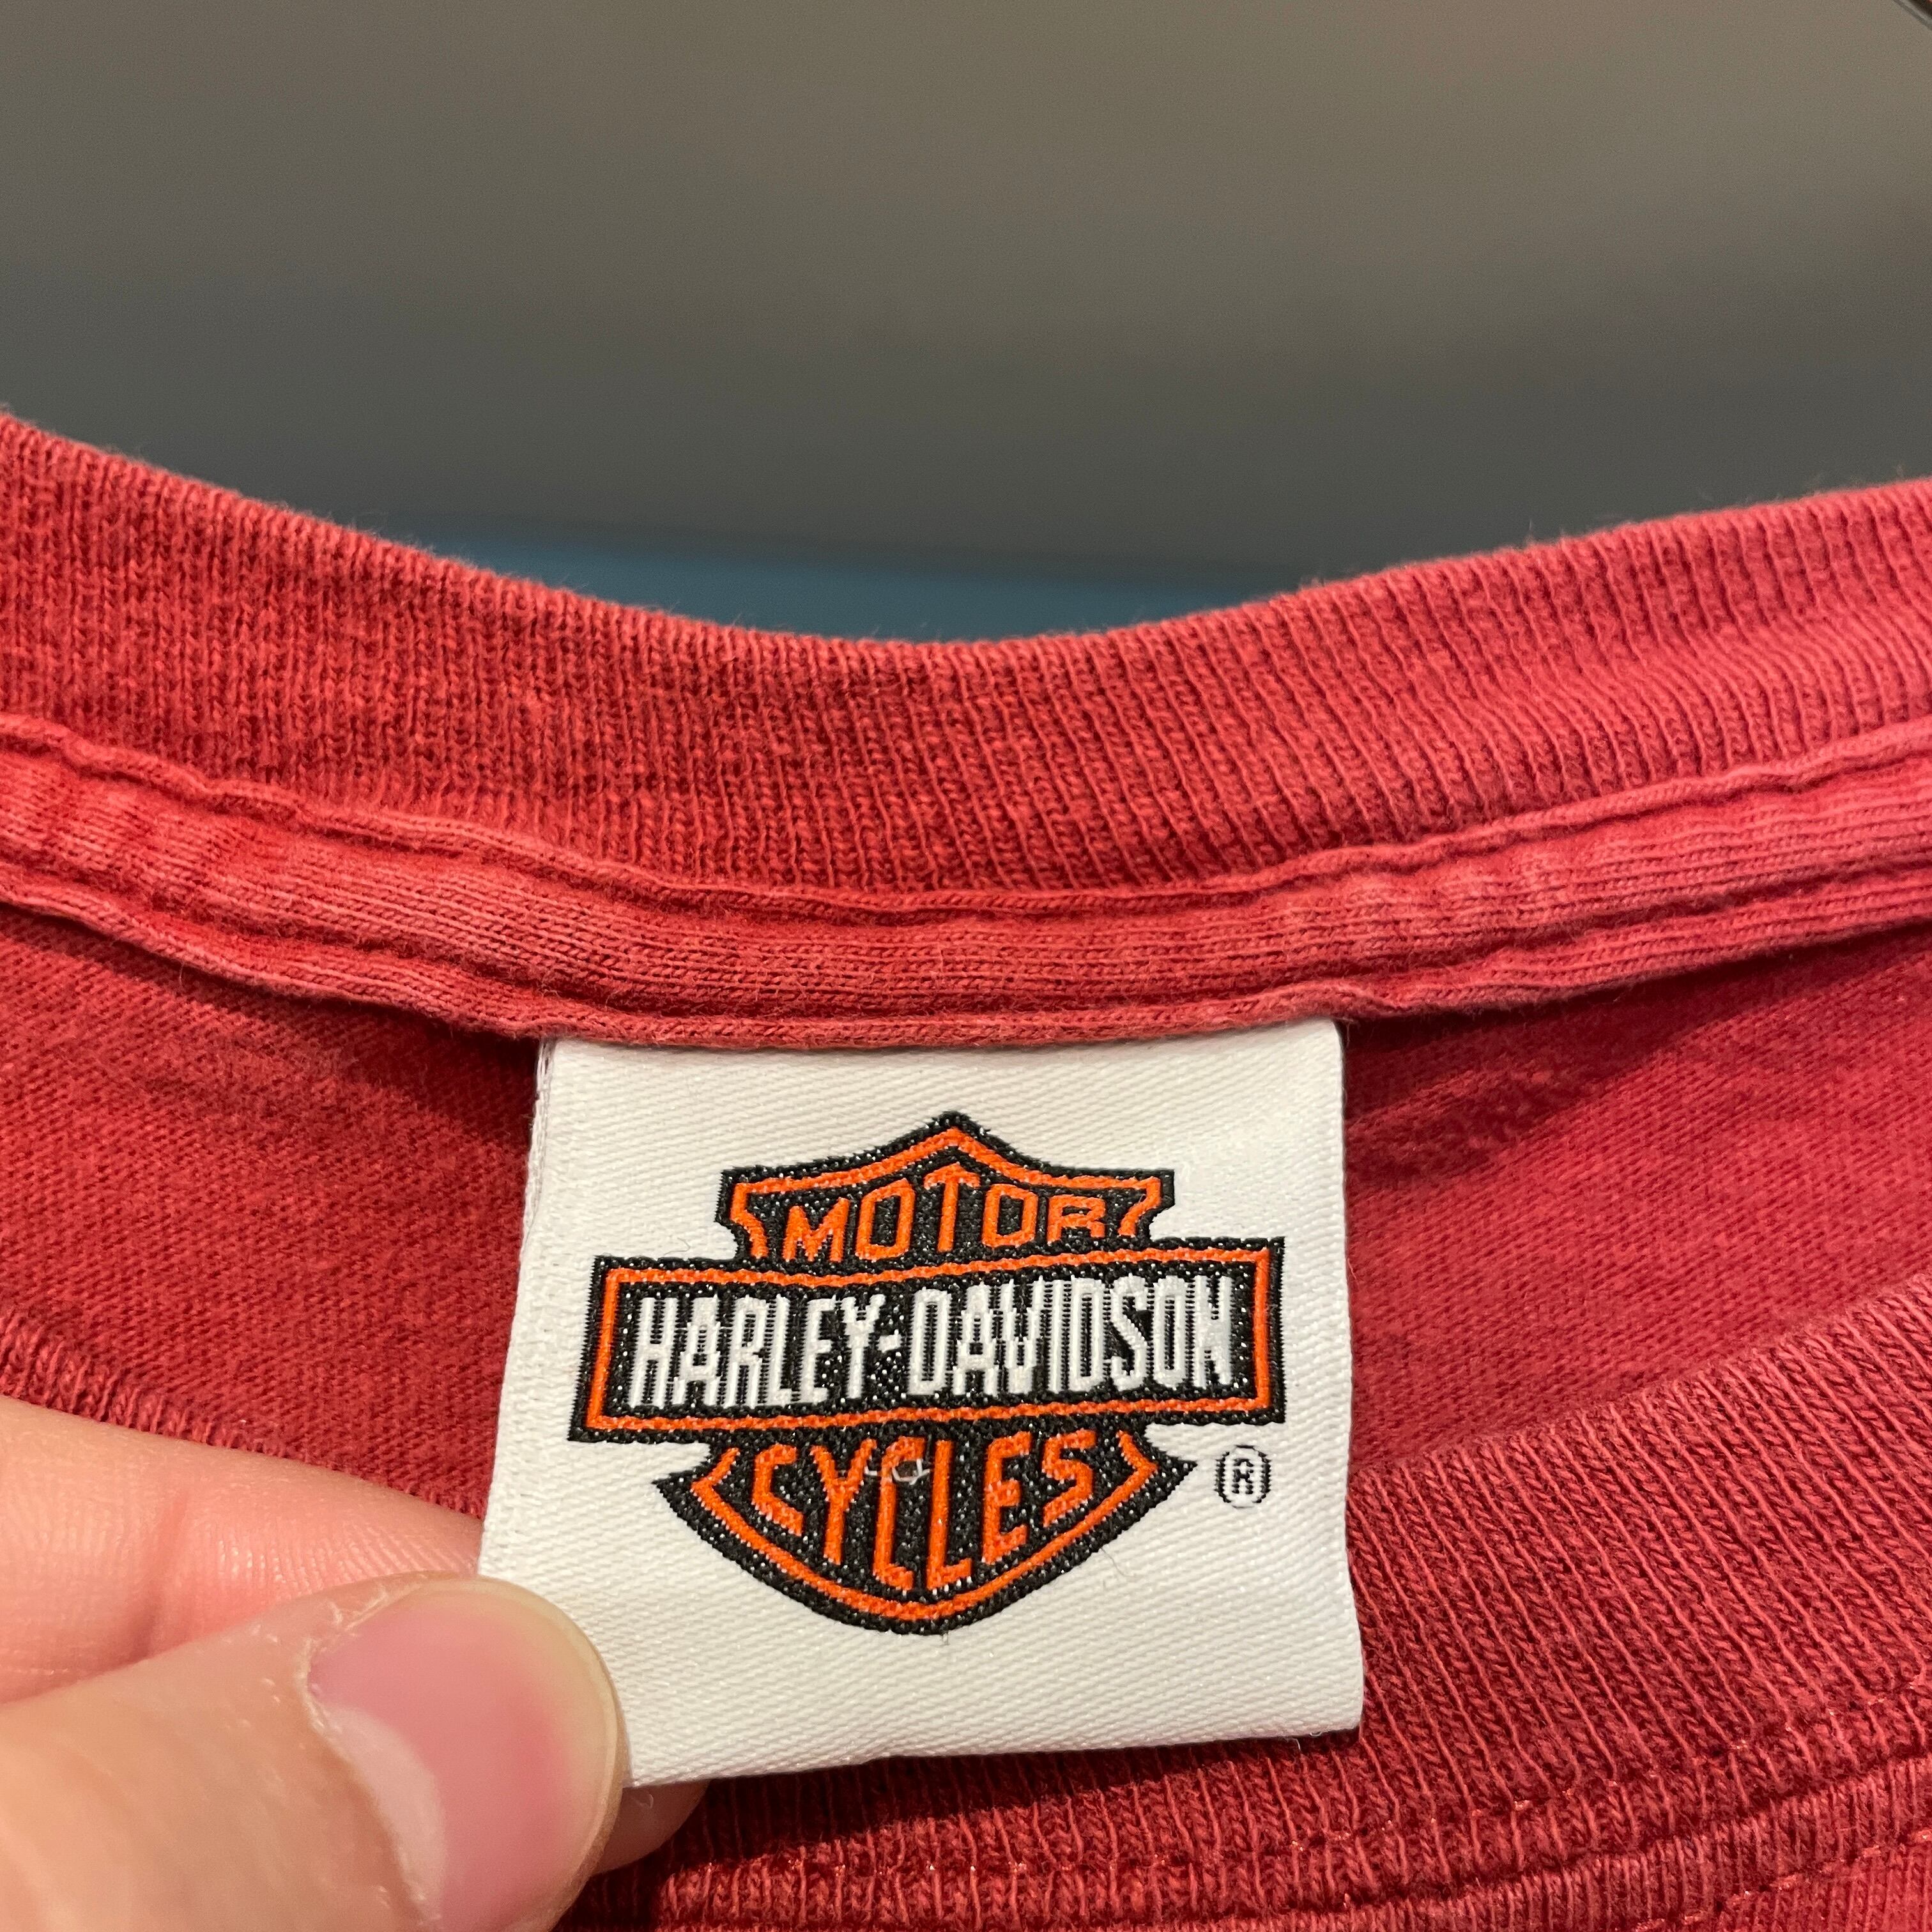 MOTOR
HARLEY-DAVIDSON
CYCLES
®